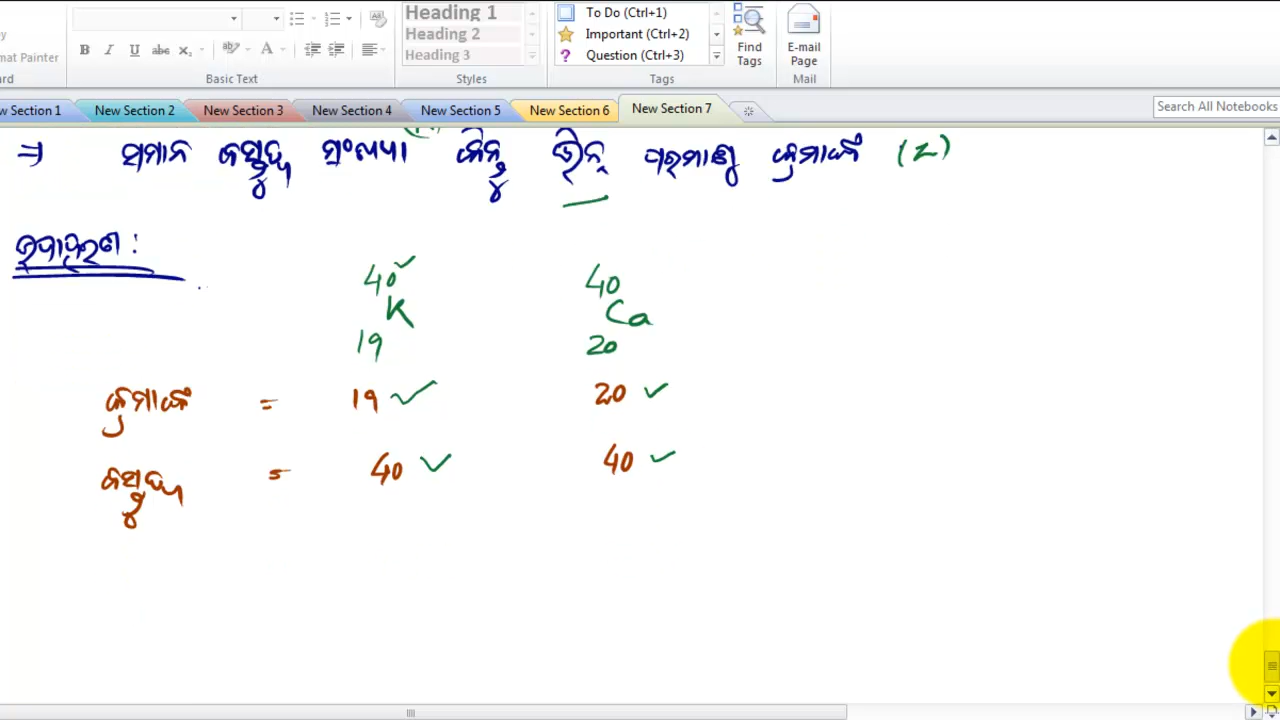 Heading 1
To Do (Ctrl+1)
Heading 2
Important (Ctrl+2)
Find Tags
E-mail Page
mat Painter
B I U abc x₂ A
Heading 3
Question (Ctrl+3)
Basic Text
Styles
Tags
Mail
New Section 1 New Section 2 New Section 3 New Section 4 New Section 5 New Section 6 New Section 7
Search All Notebooks
⇒ ସମାନ ବସ୍ତୁତ୍ୱ ସଂଖ୍ୟା କିନ୍ତୁ ଭିନ୍ନ ପରମାଣୁ କ୍ରମାଙ୍କ (Z)
ଉଦାହରଣ :
40 40
K Ca
19 20
କ୍ରମାଙ୍କ = 19 ✓ 20 ✓
ବସ୍ତୁତ୍ୱ = 40 ✓ 40 ✓